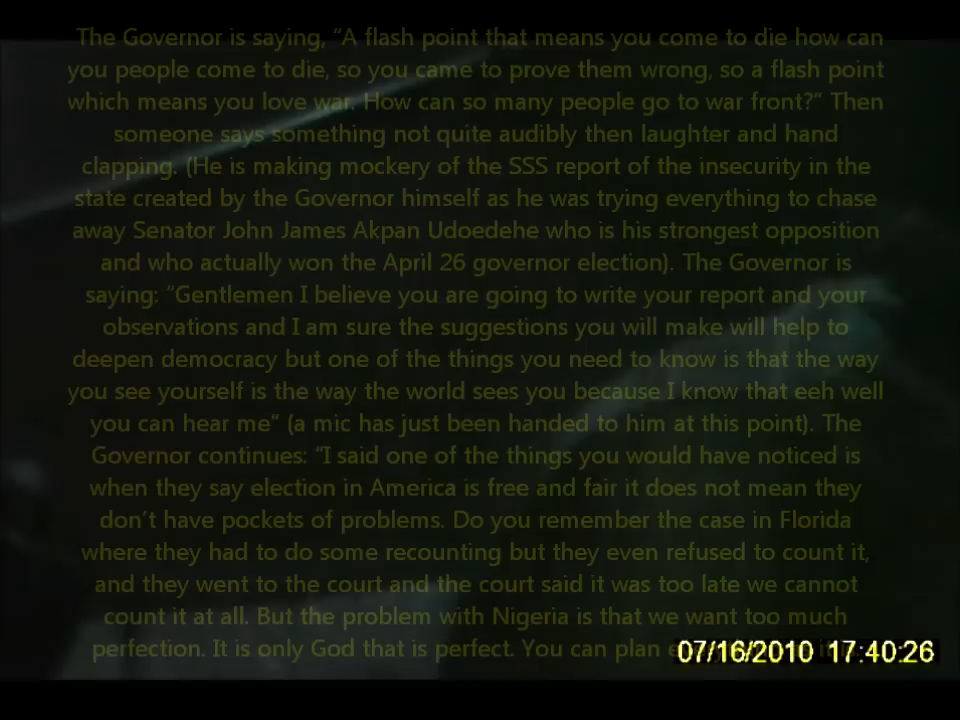 The Governor is saying, "A flash point that means you come to die how can
you people come to die, so you came to prove them wrong, so a flash point
which means you love war. How can so many people go to war front?" Then
someone says something not quite audibly then laughter and hand
clapping. (He is making mockery of the SSS report of the insecurity in the
state created by the Governor himself as he was trying everything to chase
away Senator John James Akpan Udoedehe who is his strongest opposition
and who actually won the April 26 governor election). The Governor is
saying: "Gentlemen I believe you are going to write your report and your
observations and I am sure the suggestions you will make will help to
deepen democracy but one of the things you need to know is that the way
you see yourself is the way the world sees you because I know that eeh well
you can hear me" (a mic has just been handed to him at this point). The
Governor continues: "I said one of the things you would have noticed is
when they say election in America is free and fair it does not mean they
don't have pockets of problems. Do you remember the case in Florida
where they had to do some recounting but they even refused to count it,
and they went to the court and the court said it was too late we cannot
count it at all. But the problem with Nigeria is that we want too much
perfection. It is only God that is perfect. You can plan
07/16/2010 17:40:26